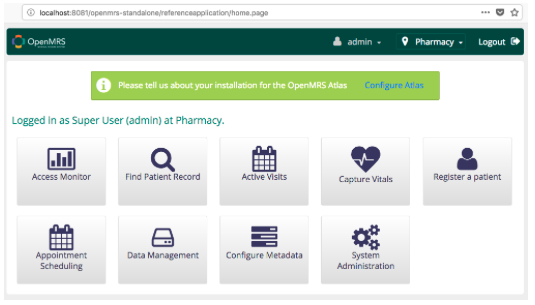 localhost:8081/openmrs-standalone/referenceapplication/home.page
OpenMRS
admin
Pharmacy
Logout
Please tell us about your installation for the OpenMRS Atlas Configure Atlas
Logged in as Super User (admin) at Pharmacy.
Access Monitor
Find Patient Record
Active Visits
Capture Vitals
Register a patient
Appointment
Scheduling
Data Management
Configure Metadata
System
Administration